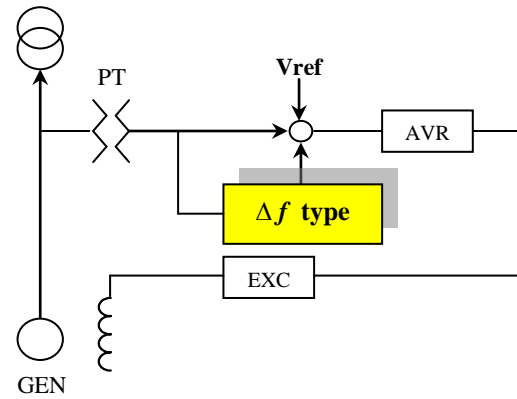 PT
Vref
AVR
Δf type
EXC
GEN